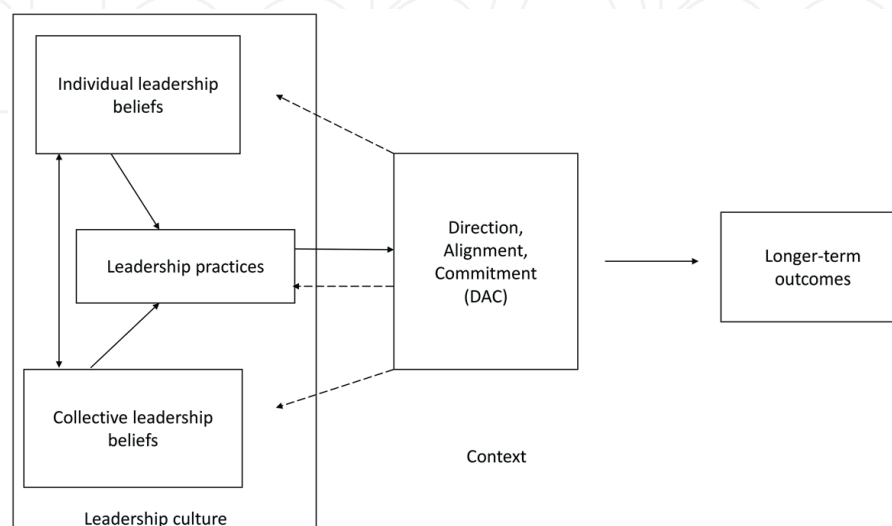 Individual leadership
beliefs
Leadership practices
Collective leadership
beliefs
Leadership culture
Direction,
Alignment,
Commitment
(DAC)
Context
Longer-term
outcomes